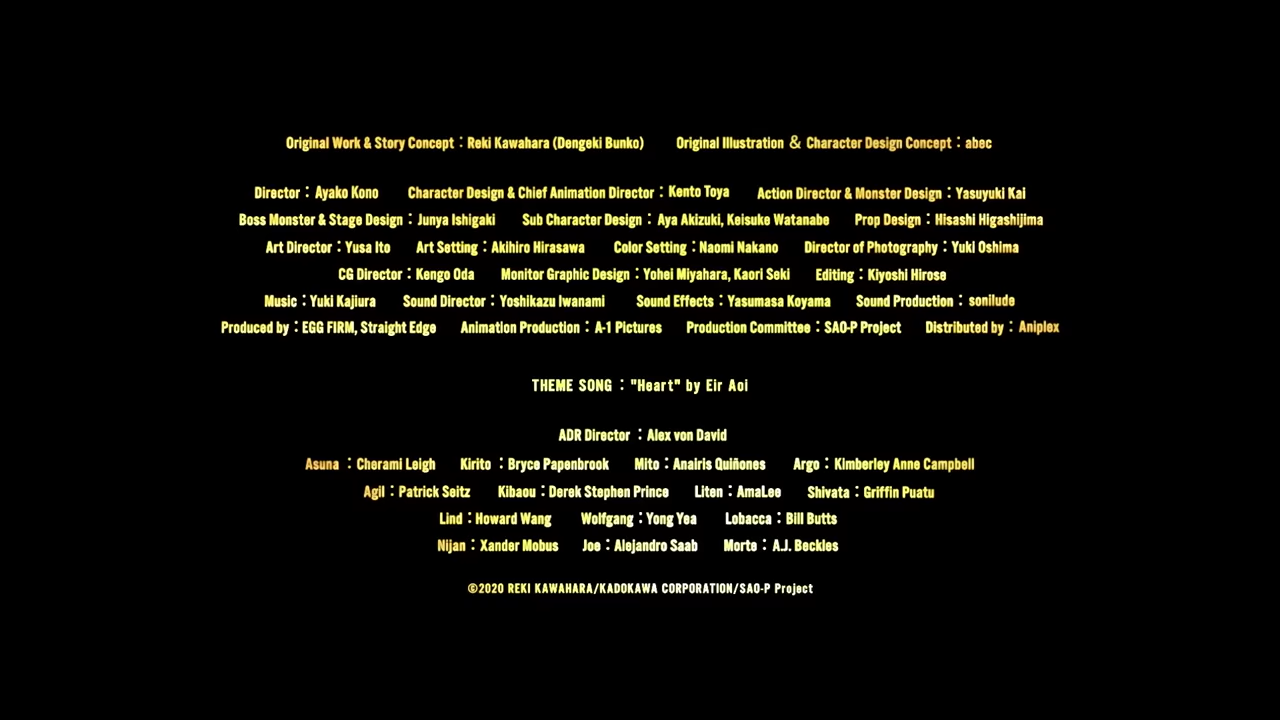 Original Work & Story Concept：Reki Kawahara (Dengeki Bunko) Original Illustration ＆ Character Design Concept：abec
Director：Ayako Kono Character Design & Chief Animation Director：Kento Toya Action Director & Monster Design：Yasuyuki Kai
Boss Monster & Stage Design：Junya Ishigaki Sub Character Design：Aya Akizuki, Keisuke Watanabe Prop Design：Hisashi Higashijima
Art Director：Yusa Ito Art Setting：Akihiro Hirasawa Color Setting：Naomi Nakano Director of Photography：Yuki Oshima
CG Director：Kengo Oda Monitor Graphic Design：Yohei Miyahara, Kaori Seki Editing：Kiyoshi Hirose
Music：Yuki Kajiura Sound Director：Yoshikazu Iwanami Sound Effects：Yasumasa Koyama Sound Production：sonilude
Produced by：EGG FIRM, Straight Edge Animation Production：A-1 Pictures Production Committee：SAO-P Project Distributed by：Aniplex
THEME SONG："Heart" by Eir Aoi
ADR Director：Alex von David
Asuna：Cherami Leigh Kirito：Bryce Papenbrook Mito：Anairis Quiñones Argo：Kimberley Anne Campbell
Agil：Patrick Seitz Kibaou：Derek Stephen Prince Liten：AmaLee Shivata：Griffin Puatu
Lind：Howard Wang Wolfgang：Yong Yea Lobacca：Bill Butts
Nijan：Xander Mobus Joe：Alejandro Saab Morte：A.J. Beckles
©2020 REKI KAWAHARA/KADOKAWA CORPORATION/SAO-P Project